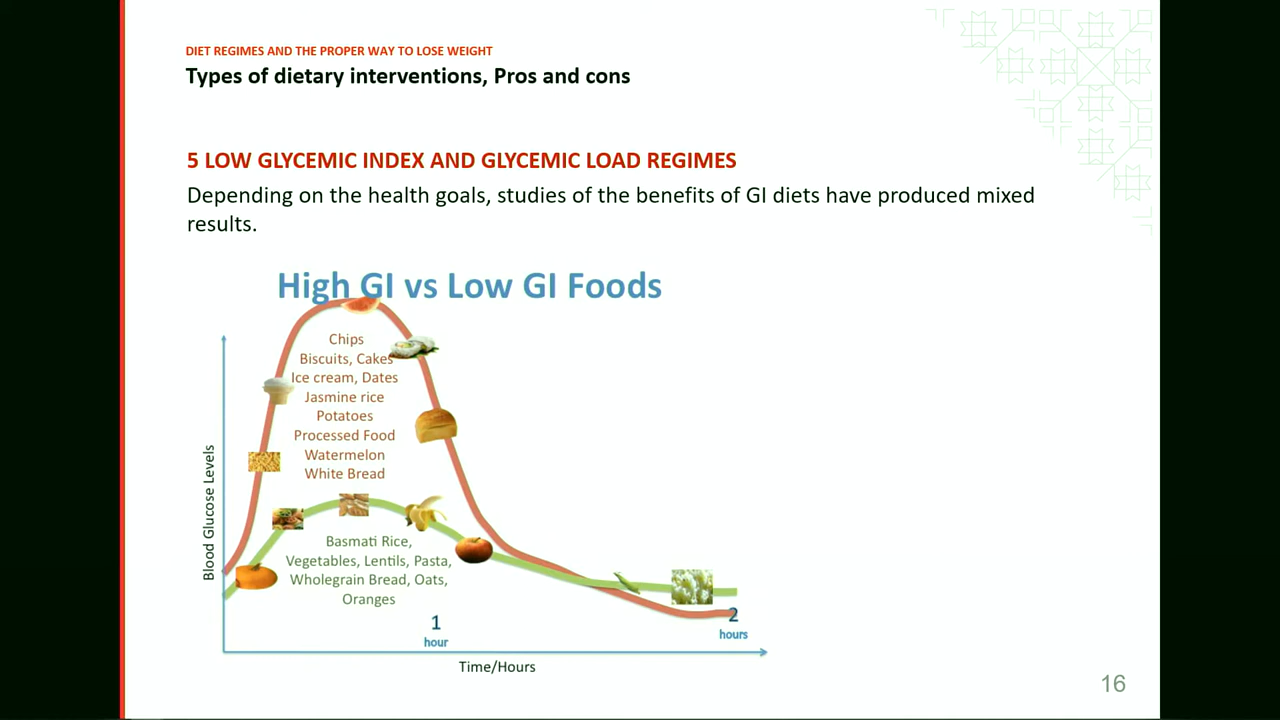 DIET REGIMES AND THE PROPER WAY TO LOSE WEIGHT
Types of dietary interventions, Pros and cons
5 LOW GLYCEMIC INDEX AND GLYCEMIC LOAD REGIMES
Depending on the health goals, studies of the benefits of GI diets have produced mixed
results.
High GI vs Low GI Foods
Chips
Biscuits, Cakes
Ice cream, Dates
Jasmine rice
Potatoes
Processed Food
Watermelon
White Bread
Blood Glucose Levels
Basmati Rice,
Vegetables, Lentils, Pasta,
Wholegrain Bread, Oats,
Oranges
1
hour
2
hours
Time/Hours
16